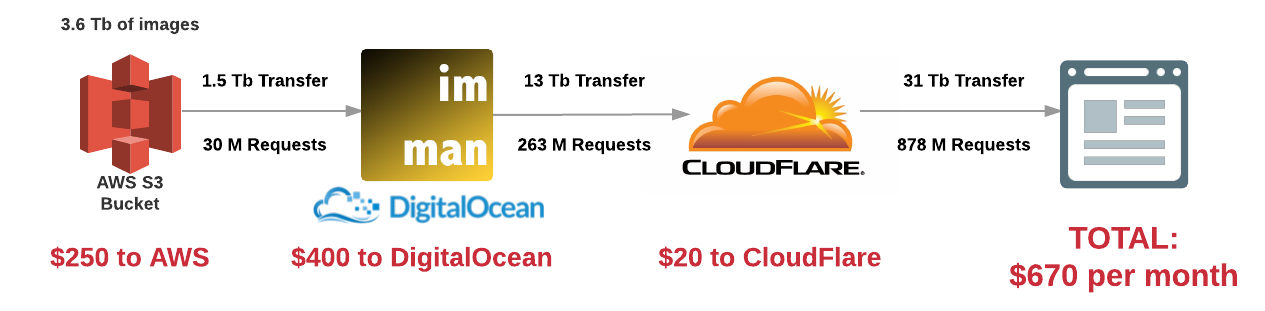 3.6 Tb of images
AWS S3
Bucket
$250 to AWS
1.5 Tb Transfer
30 M Requests
im
man
DigitalOcean
$400 to DigitalOcean
13 Tb Transfer
263 M Requests
CLOUDFLARE.
$20 to CloudFlare
31 Tb Transfer
878 M Requests
TOTAL:
$670 per month